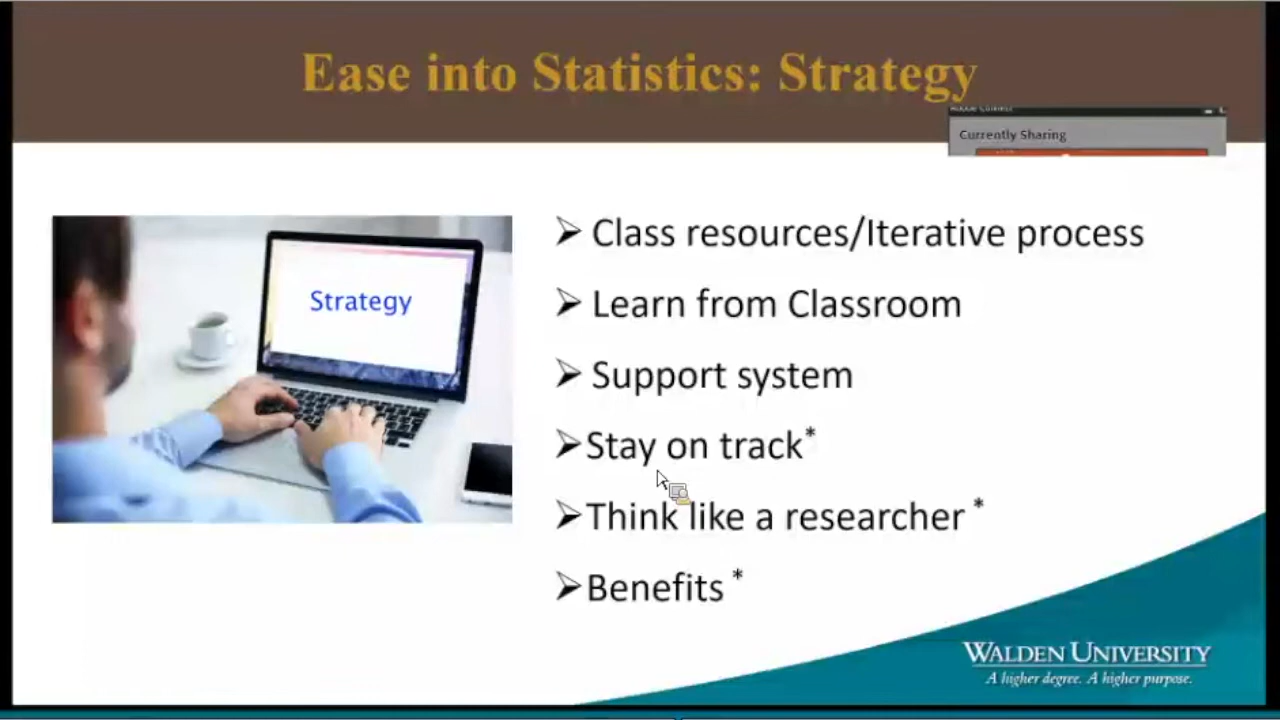 Ease into Statistics: Strategy
Currently Sharing
Strategy
➢ Class resources/Iterative process
➢ Learn from Classroom
➢ Support system
➢ Stay on track*
➢ Think like a researcher *
➢ Benefits *
WALDEN UNIVERSITY
A higher degree. A higher purpose.